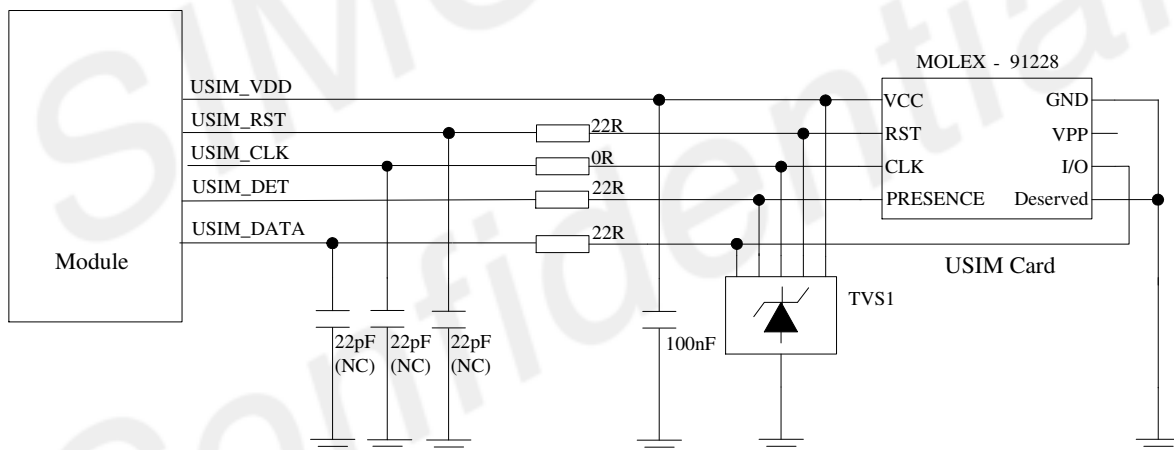 MOLEX - 91228
USIM_VDD
VCC
GND
USIM_RST
22R
RST
VPP
USIM_CLK
0R
CLK
I/O
USIM_DET
22R
PRESENCE
Deserved
USIM_DATA
22R
Module
USIM Card
TVS1
22pF
(NC)
22pF
(NC)
22pF
(NC)
100nF
Confidential